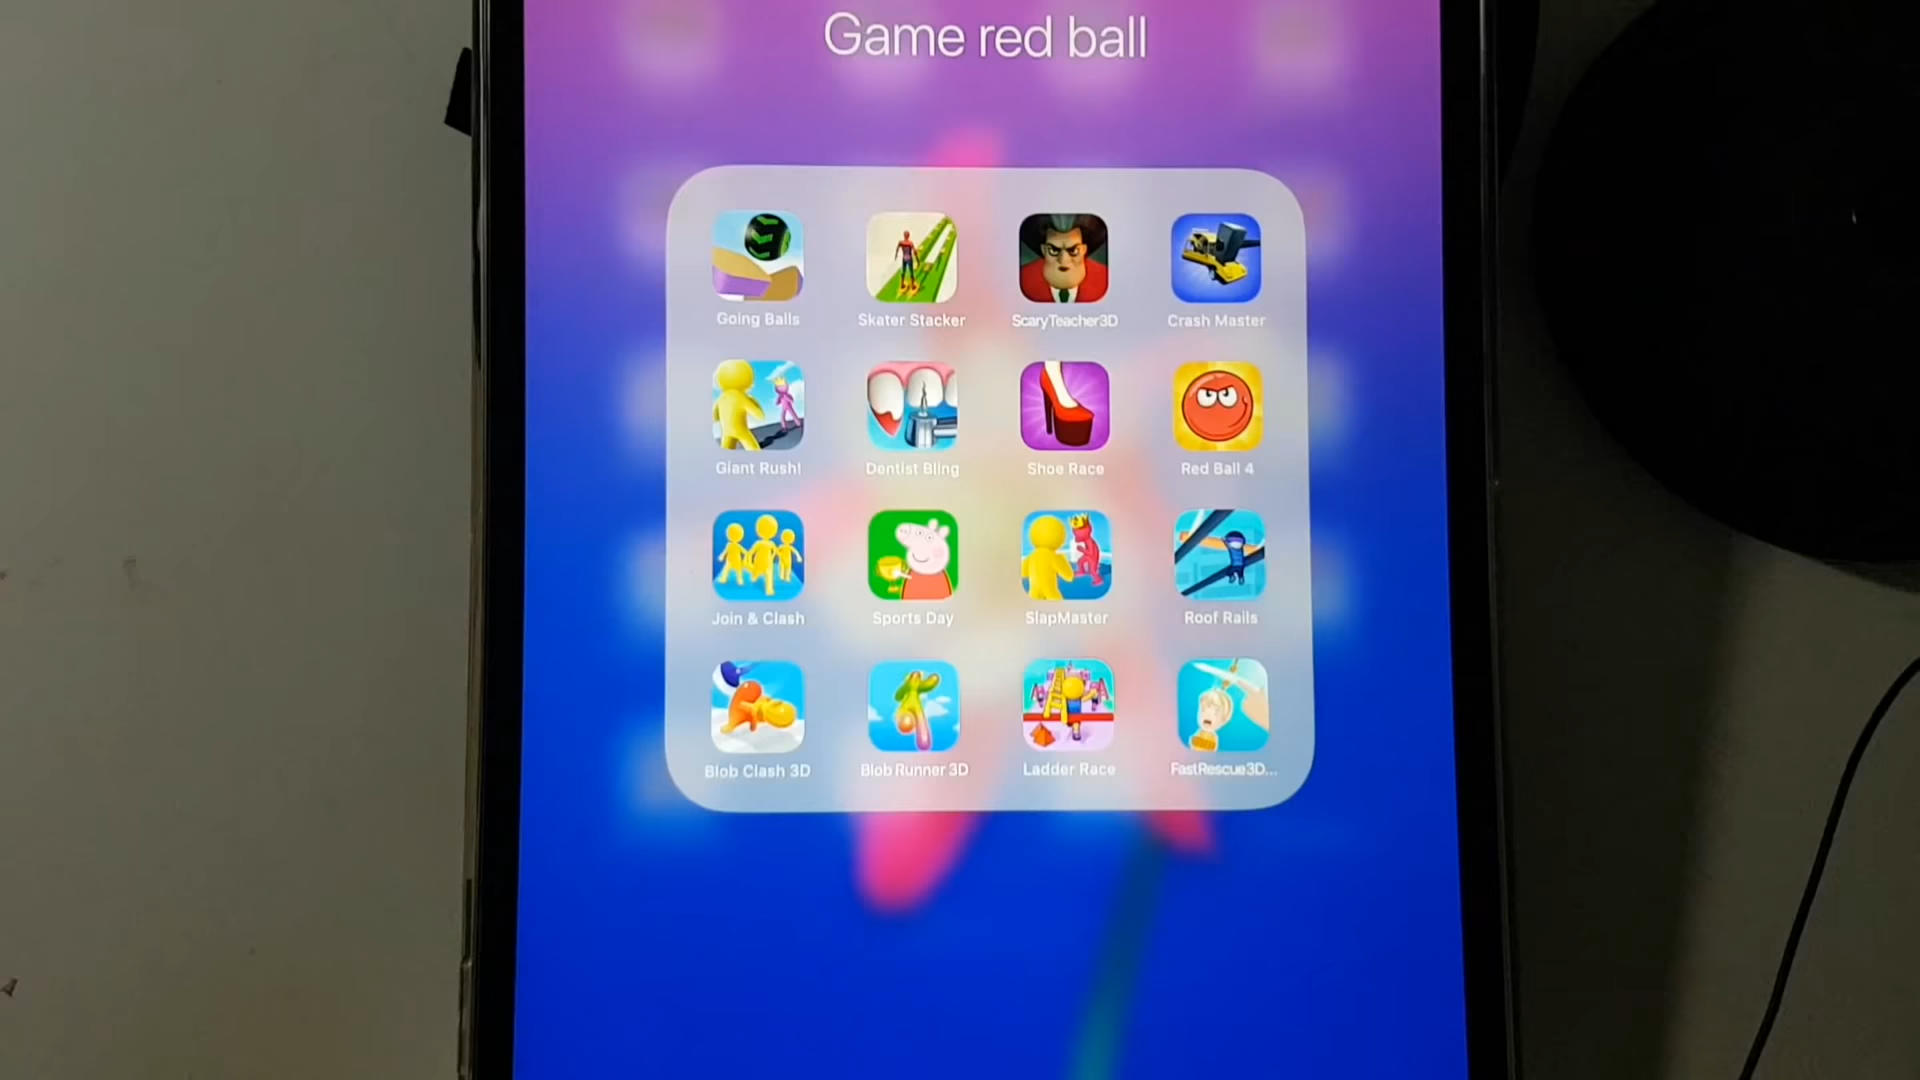 Game red ball
Going Balls
Skater Stacker
ScaryTeacher3D
Crash Master
Giant Rush!
Dentist Bling
Shoe Race
Red Ball 4
Join & Clash
Sports Day
SlapMaster
Roof Rails
Blob Clash 3D
Blob Runner 3D
Ladder Race
FastRescue3D...